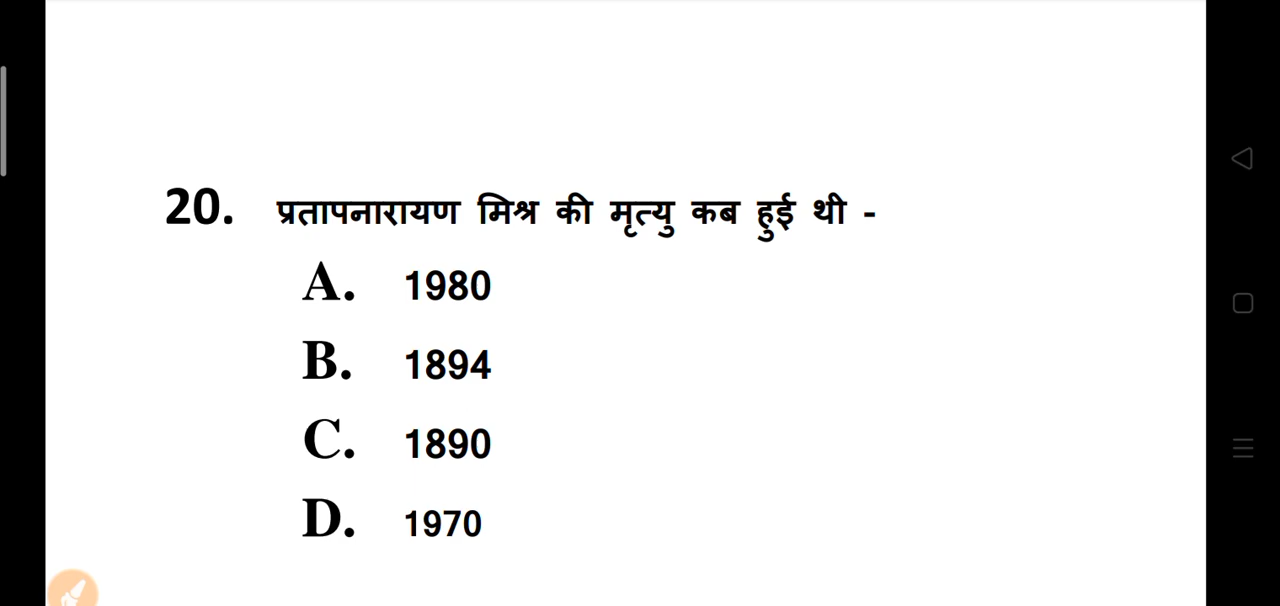 20. प्रतापनारायण मिश्र की मृत्यु कब हुई थी -
A. 1980
B. 1894
C. 1890
D. 1970